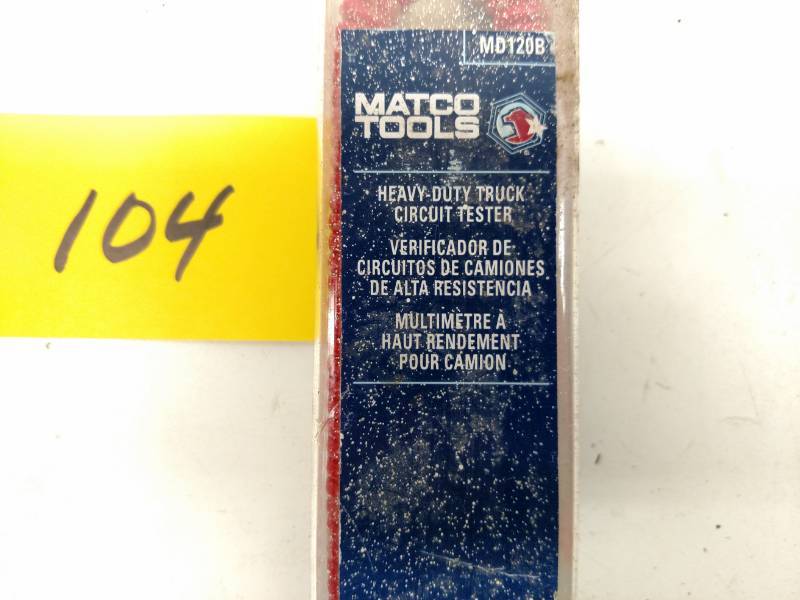 104
MD120B
MATCO
TOOLS
HEAVY-DUTY TRUCK
CIRCUIT TESTER
VERIFICADOR DE
CIRCUITOS DE CAMIONES
DE ALTA RESISTENCIA
MULTIMETRE À
HAUT RENDEMENT
POUR CAMION